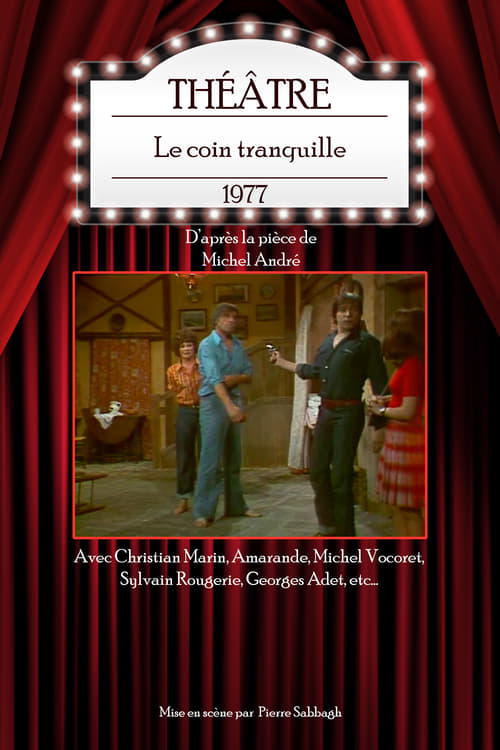 THÉÂTRE
Le coin tranquille
1977
D'après la pièce de
Michel André
Avec Christian Marin, Amarande, Michel Vocoret,
Sylvain Rougerie, Georges Adet, etc...
Mise en scène par Pierre Sabbagh